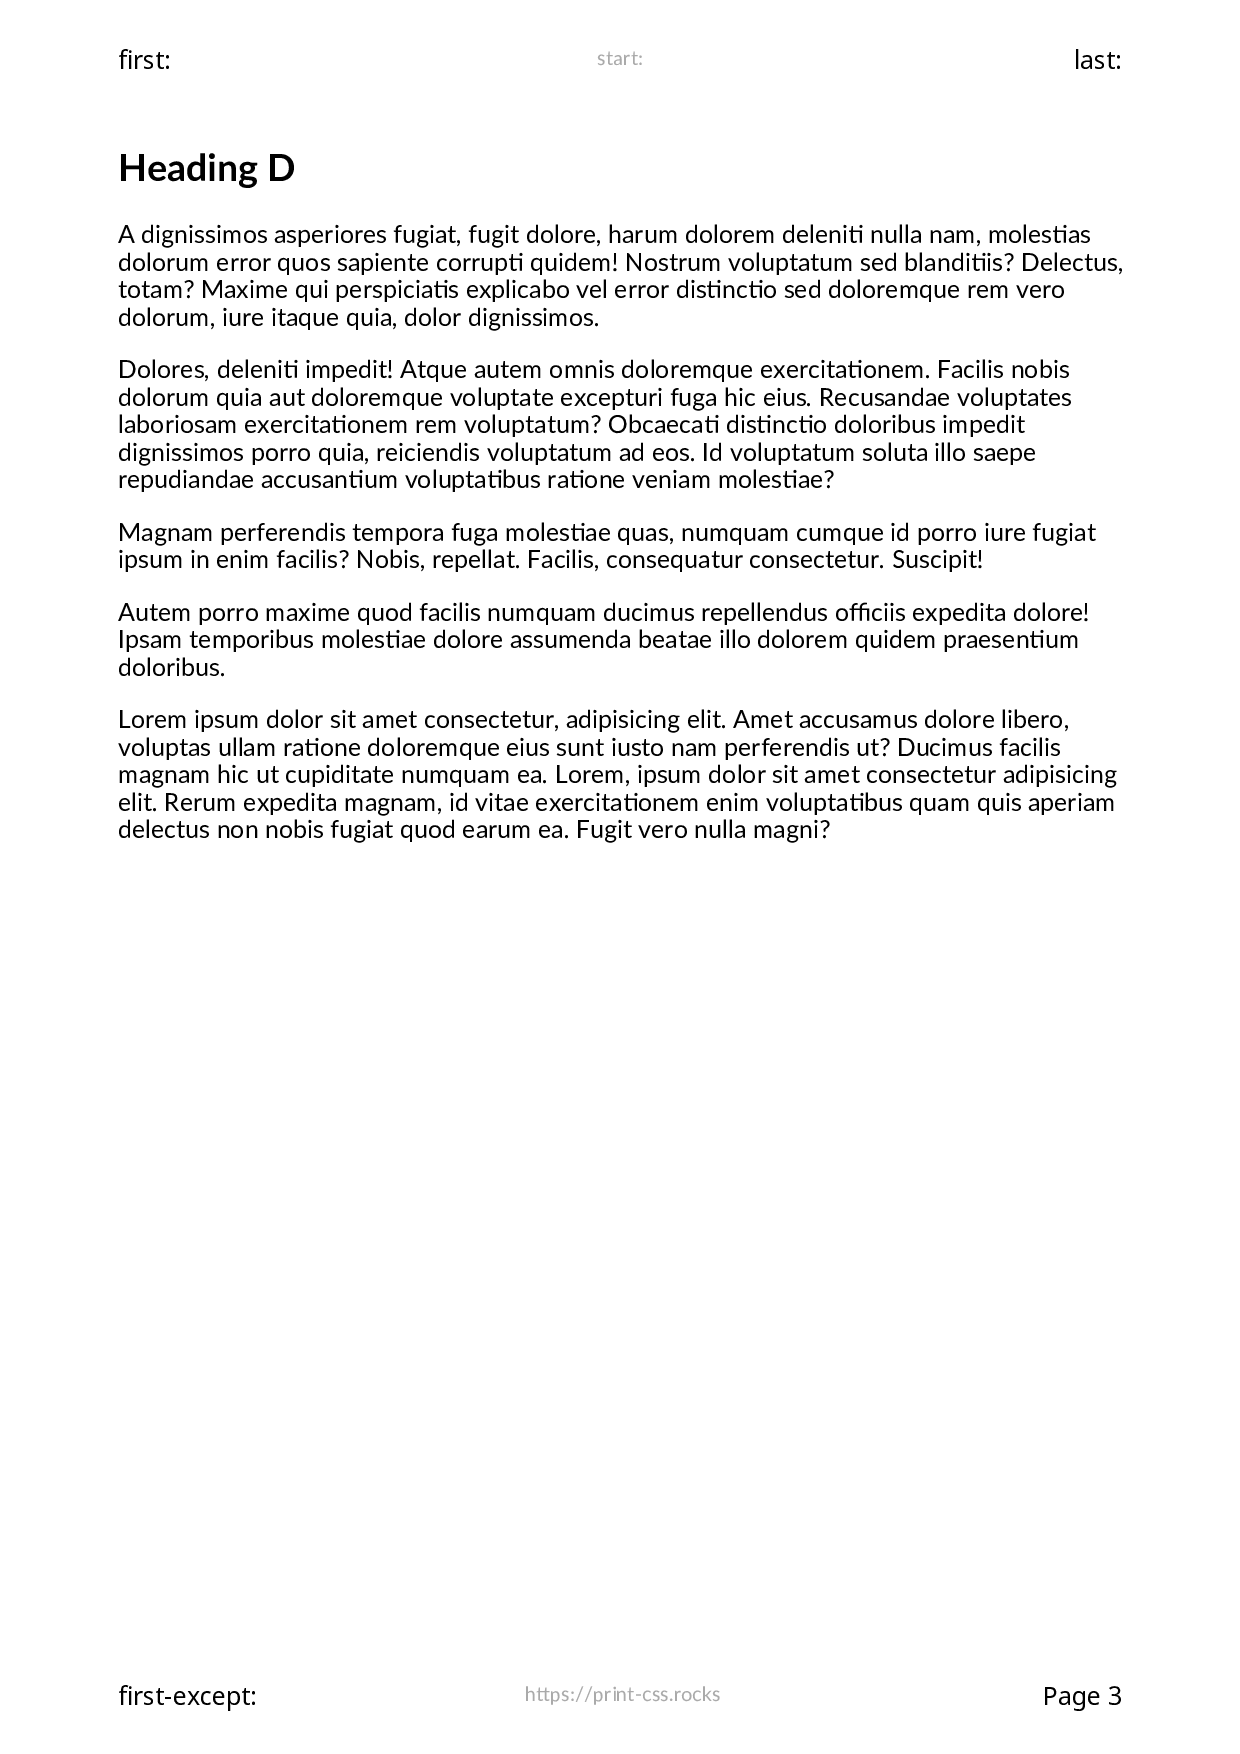 first: start: last:
Heading D
A dignissimos asperiores fugiat, fugit dolore, harum dolorem deleniti nulla nam, molestias
dolorum error quos sapiente corrupti quidem! Nostrum voluptatum sed blanditiis? Delectus,
totam? Maxime qui perspiciatis explicabo vel error distinctio sed doloremque rem vero
dolorum, iure itaque quia, dolor dignissimos.
Dolores, deleniti impedit! Atque autem omnis doloremque exercitationem. Facilis nobis
dolorum quia aut doloremque voluptate excepturi fuga hic eius. Recusandae voluptates
laboriosam exercitationem rem voluptatum? Obcaecati distinctio doloribus impedit
dignissimos porro quia, reiciendis voluptatum ad eos. Id voluptatum soluta illo saepe
repudiandae accusantium voluptatibus ratione veniam molestiae?
Magnam perferendis tempora fuga molestiae quas, numquam cumque id porro iure fugiat
ipsum in enim facilis? Nobis, repellat. Facilis, consequatur consectetur. Suscipit!
Autem porro maxime quod facilis numquam ducimus repellendus officiis expedita dolore!
Ipsam temporibus molestiae dolore assumenda beatae illo dolorem quidem praesentium
doloribus.
Lorem ipsum dolor sit amet consectetur, adipisicing elit. Amet accusamus dolore libero,
voluptas ullam ratione doloremque eius sunt iusto nam perferendis ut? Ducimus facilis
magnam hic ut cupiditate numquam ea. Lorem, ipsum dolor sit amet consectetur adipisicing
elit. Rerum expedita magnam, id vitae exercitationem enim voluptatibus quam quis aperiam
delectus non nobis fugiat quod earum ea. Fugit vero nulla magni?
first-except: https://print-css.rocks Page 3